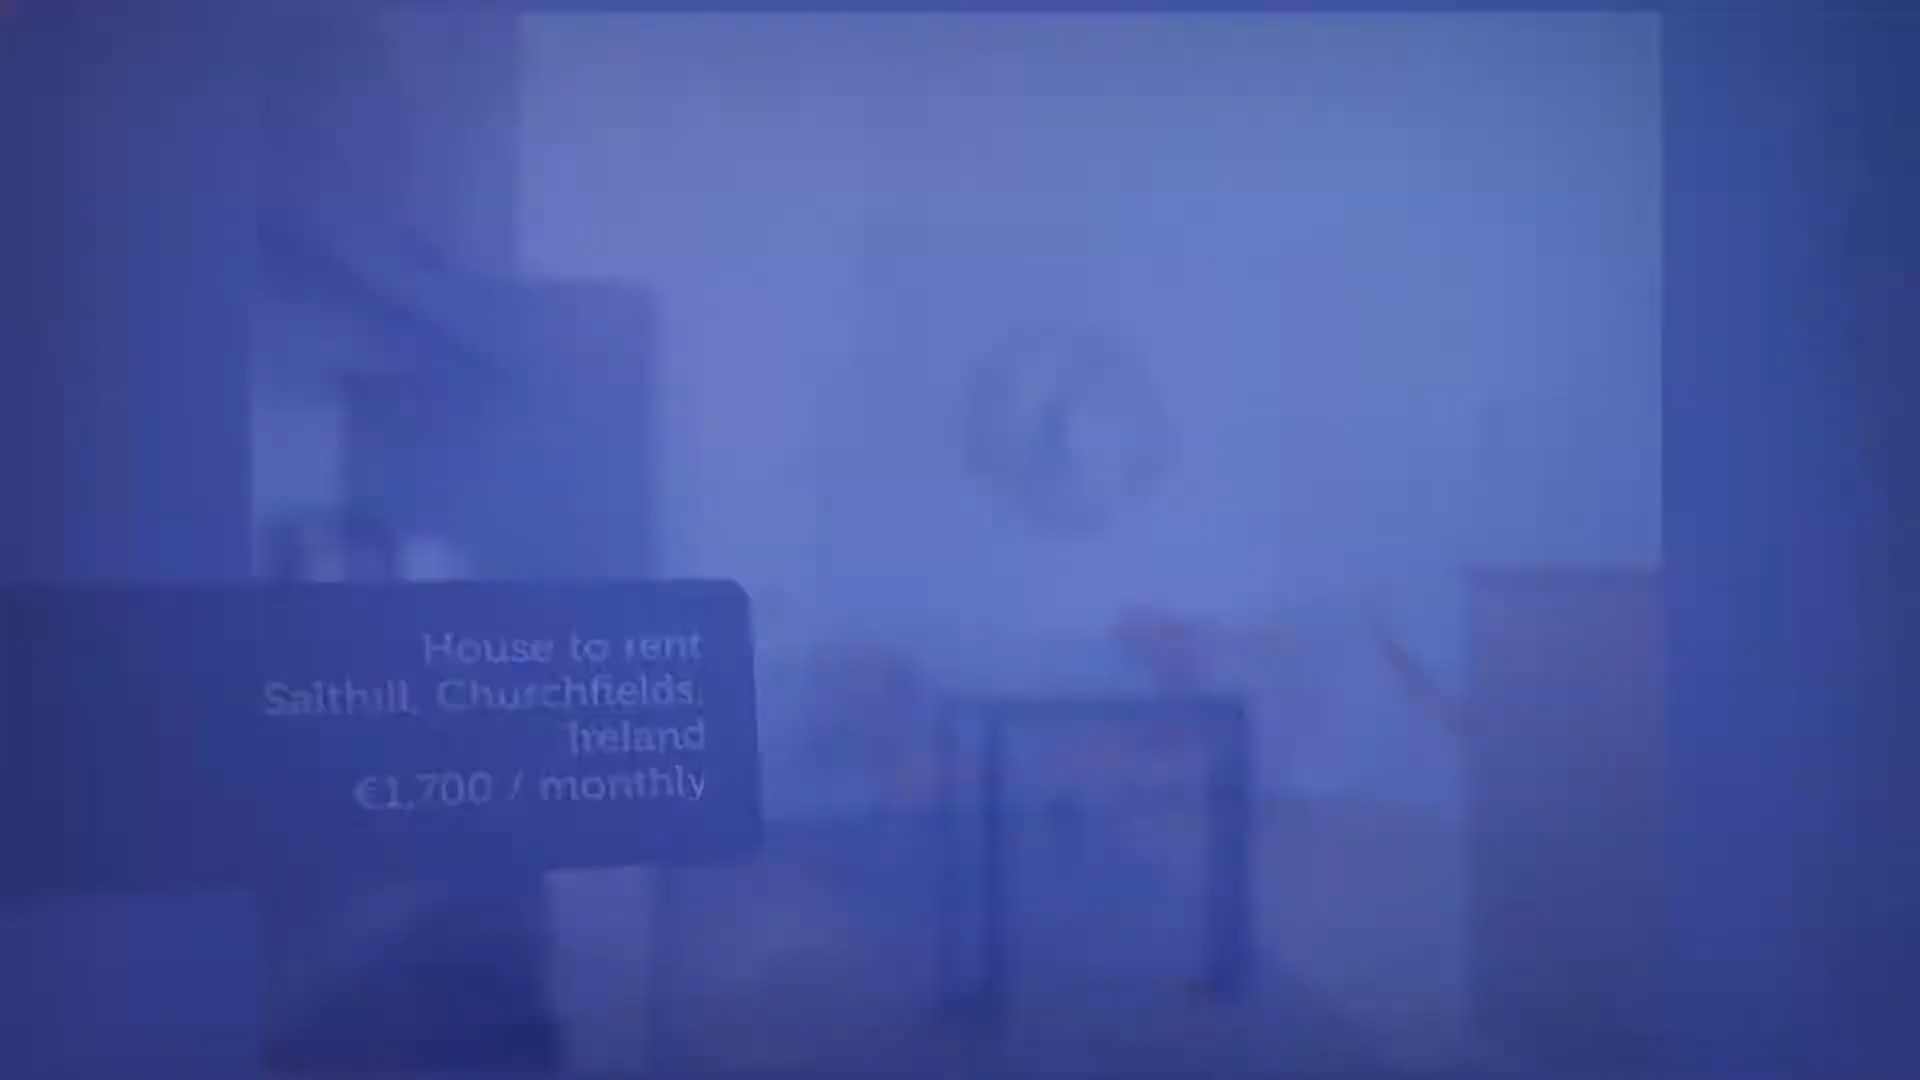 House to rent
Salthill, Churchfields,
Ireland
€1,700 / monthly